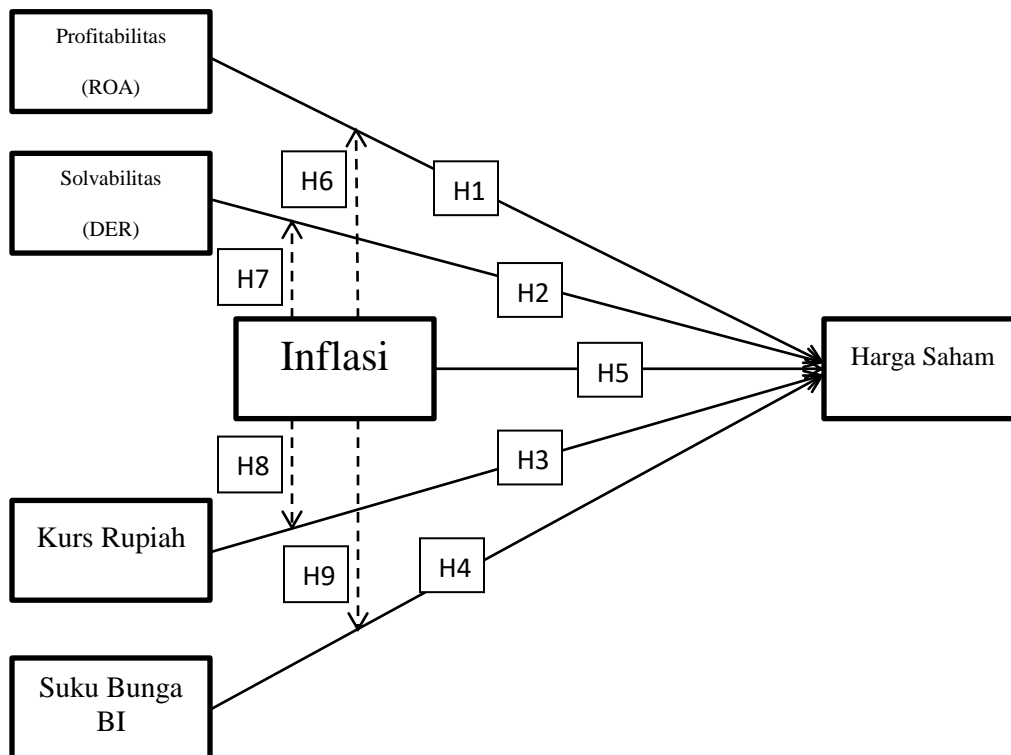 Profitabilitas
(ROA)
Solvabilitas
(DER)
H6
H1
H7
H2
Inflasi
H5
Harga Saham
H8
H3
Kurs Rupiah
H9
H4
Suku Bunga
BI